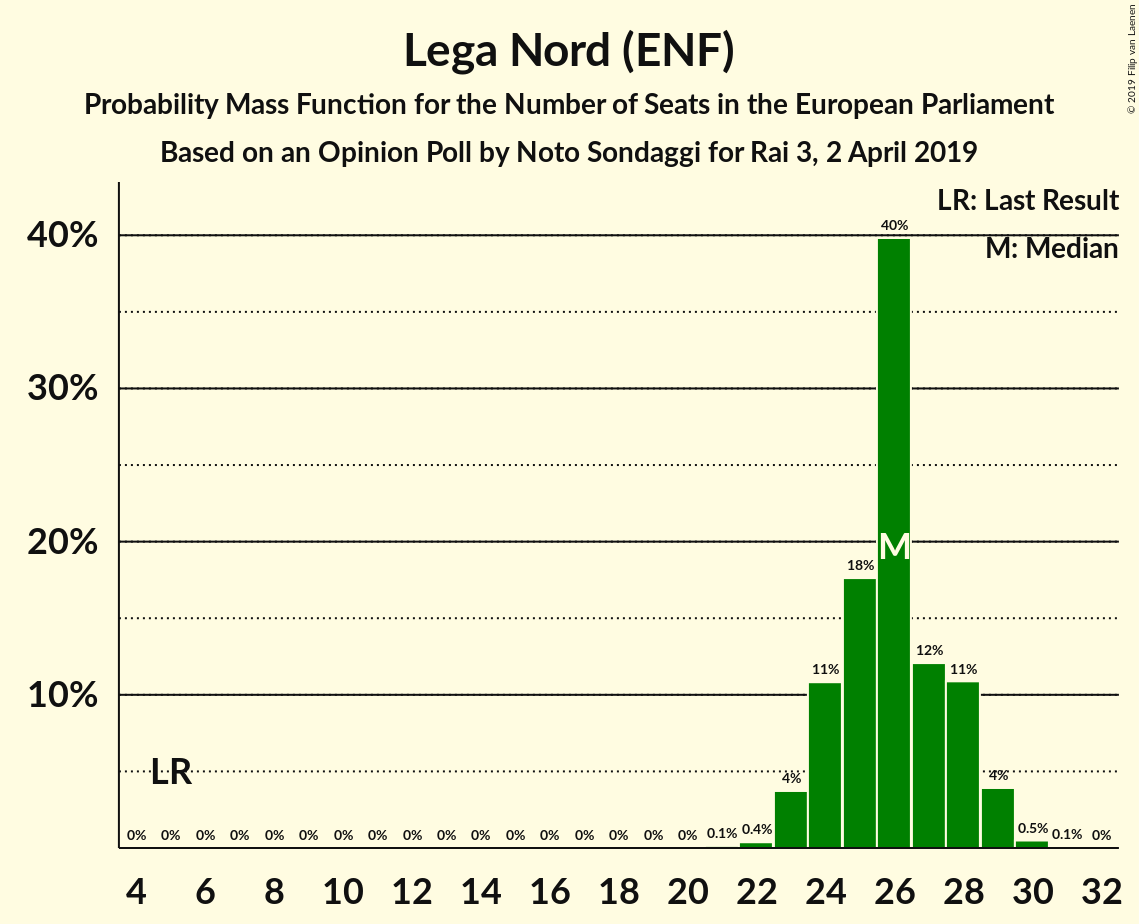 Lega Nord (ENF)
Probability Mass Function for the Number of Seats in the European Parliament
Based on an Opinion Poll by Noto Sondaggi for Rai 3, 2 April 2019
© 2019 Filip van Laenen
LR: Last Result
M: Median
40%
30%
20%
10%
LR
M
0% 0% 0% 0% 0% 0% 0% 0% 0% 0% 0% 0% 0% 0% 0% 0% 0% 0.1% 0.4% 4% 11% 18% 40% 12% 11% 4% 0.5% 0.1% 0%
4 6 8 10 12 14 16 18 20 22 24 26 28 30 32